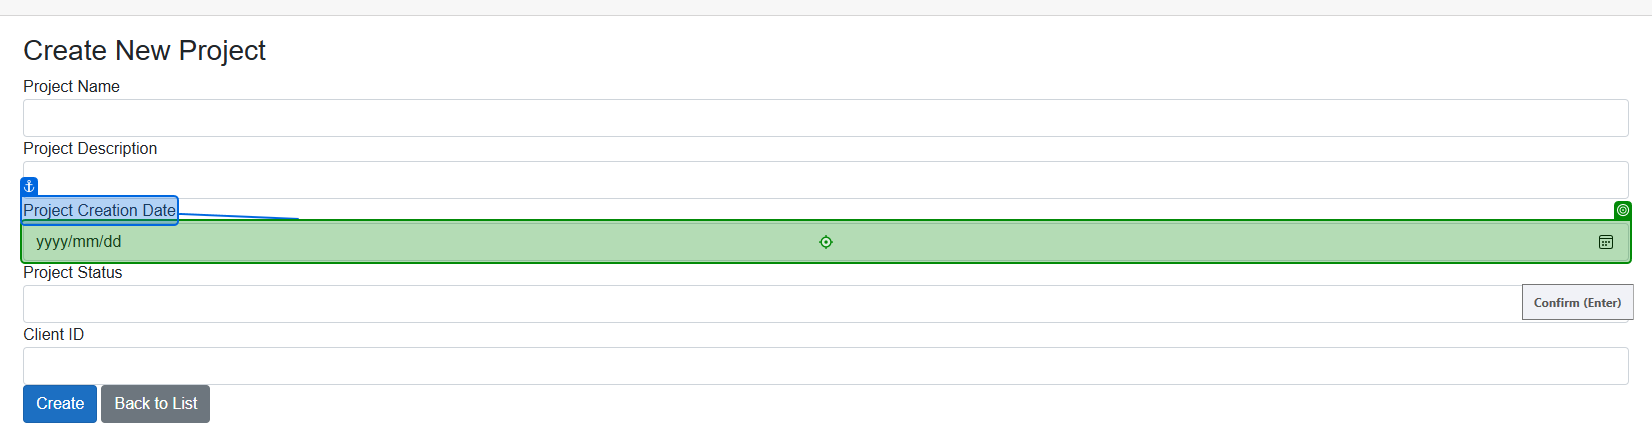 Create New Project
Project Name
Project Description
Project Creation Date
yyyy/mm/dd
Project Status
Confirm (Enter)
Client ID
Create Back to List